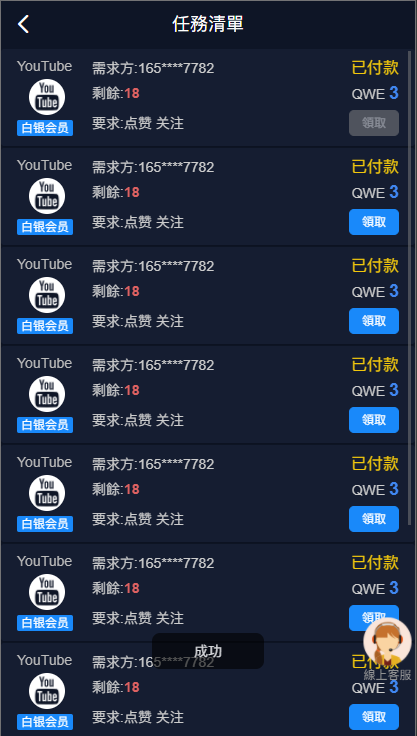 任務清單
YouTube
需求方:165****7782
已付款
You
Tube
剩餘:18
QWE 3
白银会员
要求:点赞 关注
領取
YouTube
需求方:165****7782
已付款
You
Tube
剩餘:18
QWE 3
白银会员
要求:点赞 关注
領取
YouTube
需求方:165****7782
已付款
You
Tube
剩餘:18
QWE 3
白银会员
要求:点赞 关注
領取
YouTube
需求方:165****7782
已付款
You
Tube
剩餘:18
QWE 3
白银会员
要求:点赞 关注
領取
YouTube
需求方:165****7782
已付款
You
Tube
剩餘:18
QWE 3
白银会员
要求:点赞 关注
領取
YouTube
需求方:165****7782
已付款
You
Tube
剩餘:18
QWE 3
白银会员
要求:点赞 关注
領取
成功
YouTube
需求方:165****7782
已付款
線上客服
You
Tube
剩餘:18
QWE 3
白银会员
要求:点赞 关注
領取